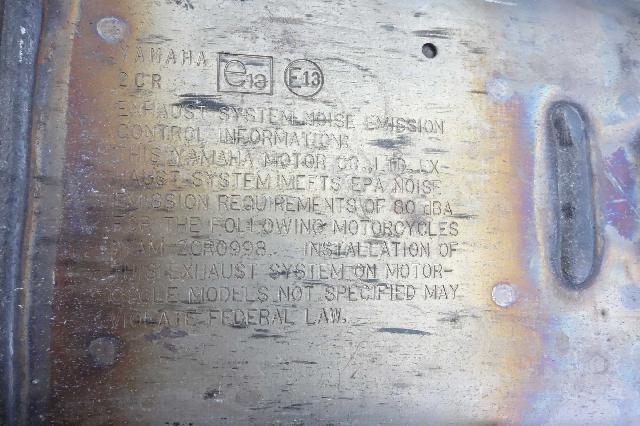 YAMAHA
2CR e13 E13
EXHAUST SYSTEM NOISE EMISSION
CONTROL INFORMATION:
THIS YAMAHA MOTOR CO., LTD. EX-
HAUST SYSTEM MEETS EPA NOISE
EMISSION REQUIREMENTS OF 80 dBA
FOR THE FOLLOWING MOTORCYCLES
2CR0998. INSTALLATION OF
THIS EXHAUST SYSTEM ON MOTOR-
CYCLE MODELS NOT SPECIFIED MAY
VIOLATE FEDERAL LAW.